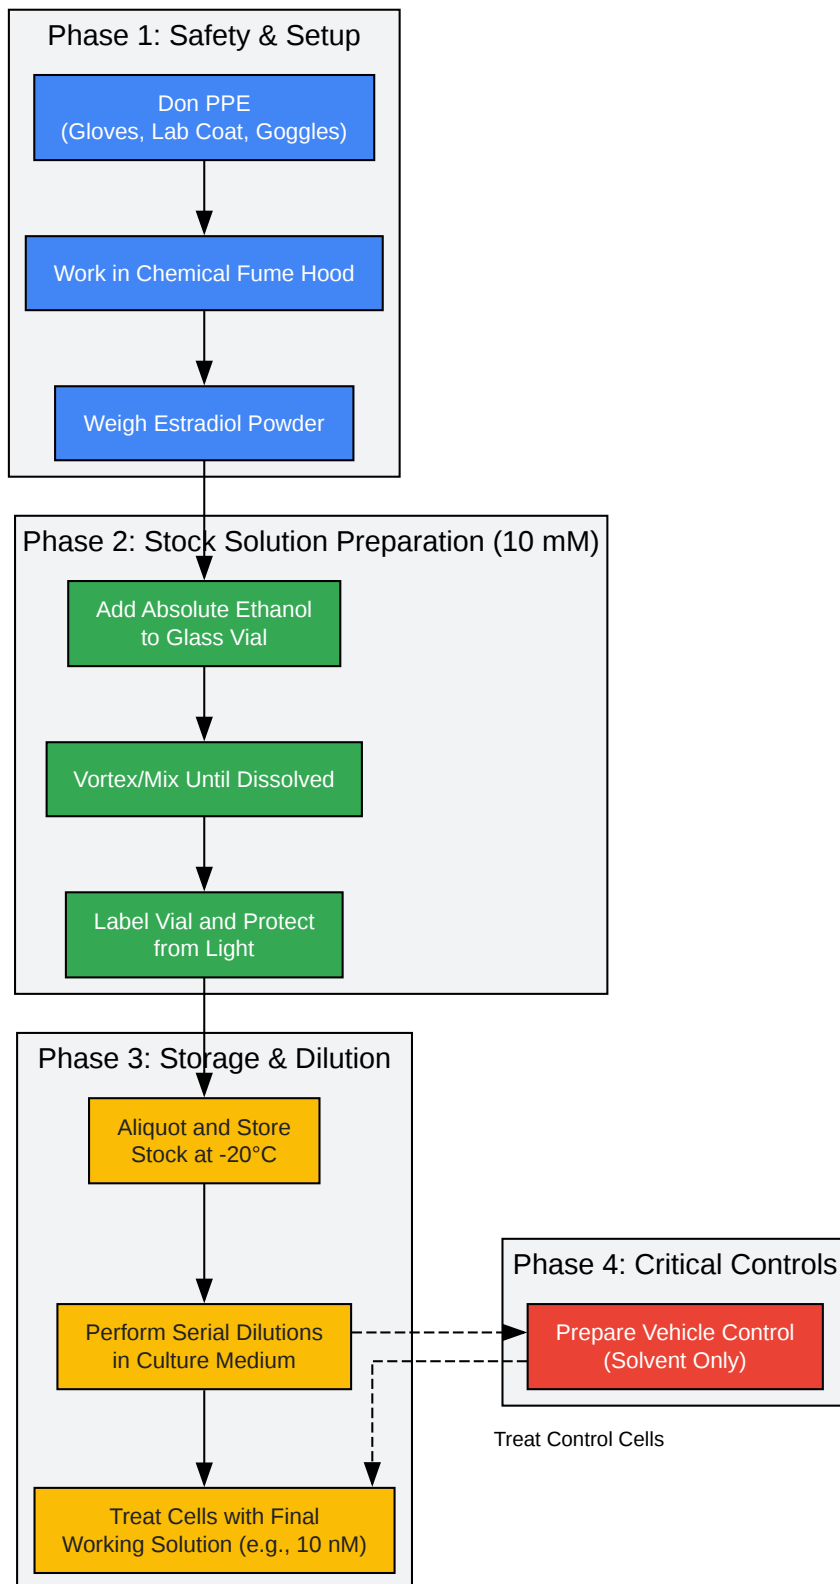 Phase 1: Safety & Setup
Don PPE
(Gloves, Lab Coat, Goggles)
Work in Chemical Fume Hood
Weigh Estradiol Powder
Phase 2: Stock Solution Preparation (10 mM)
Add Absolute Ethanol
to Glass Vial
Vortex/Mix Until Dissolved
Label Vial and Protect
from Light
Phase 3: Storage & Dilution
Aliquot and Store
Stock at -20°C
Perform Serial Dilutions
in Culture Medium
Phase 4: Critical Controls
Prepare Vehicle Control
(Solvent Only)
Treat Control Cells
Treat Cells with Final
Working Solution (e.g., 10 nM)